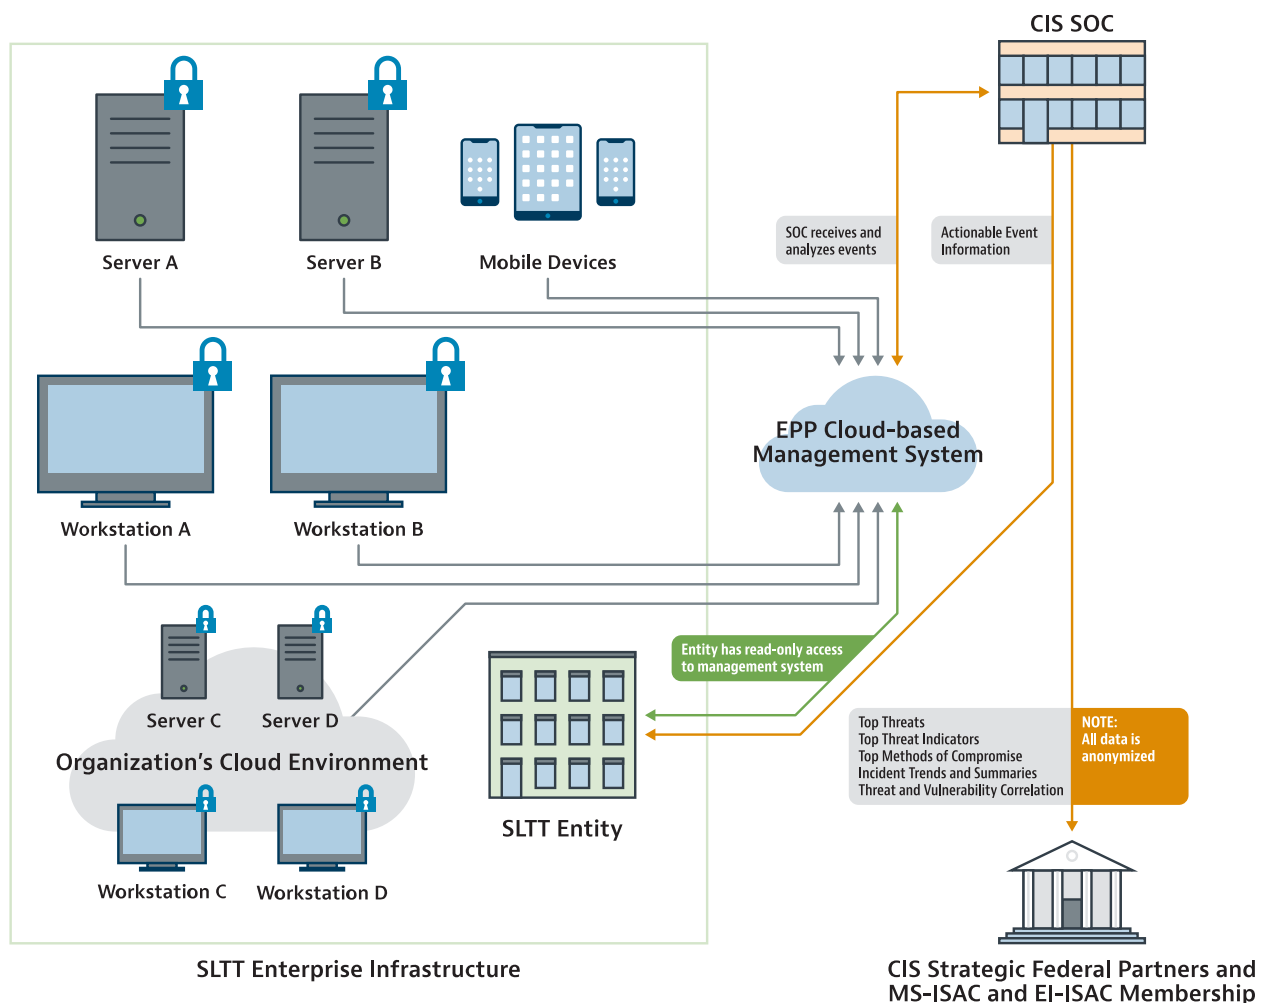 CIS SOC
Server A
Server B
Mobile Devices
SOC receives and
analyzes events
Actionable Event
Information
EPP Cloud-based
Management System
Workstation A
Workstation B
Server C
Server D
Organization's Cloud Environment
Workstation C
Workstation D
SLTT Entity
Entity has read-only access
to management system
Top Threats
Top Threat Indicators
Top Methods of Compromise
Incident Trends and Summaries
Threat and Vulnerability Correlation
NOTE:
All data is
anonymized
SLTT Enterprise Infrastructure
CIS Strategic Federal Partners and
MS-ISAC and EI-ISAC Membership